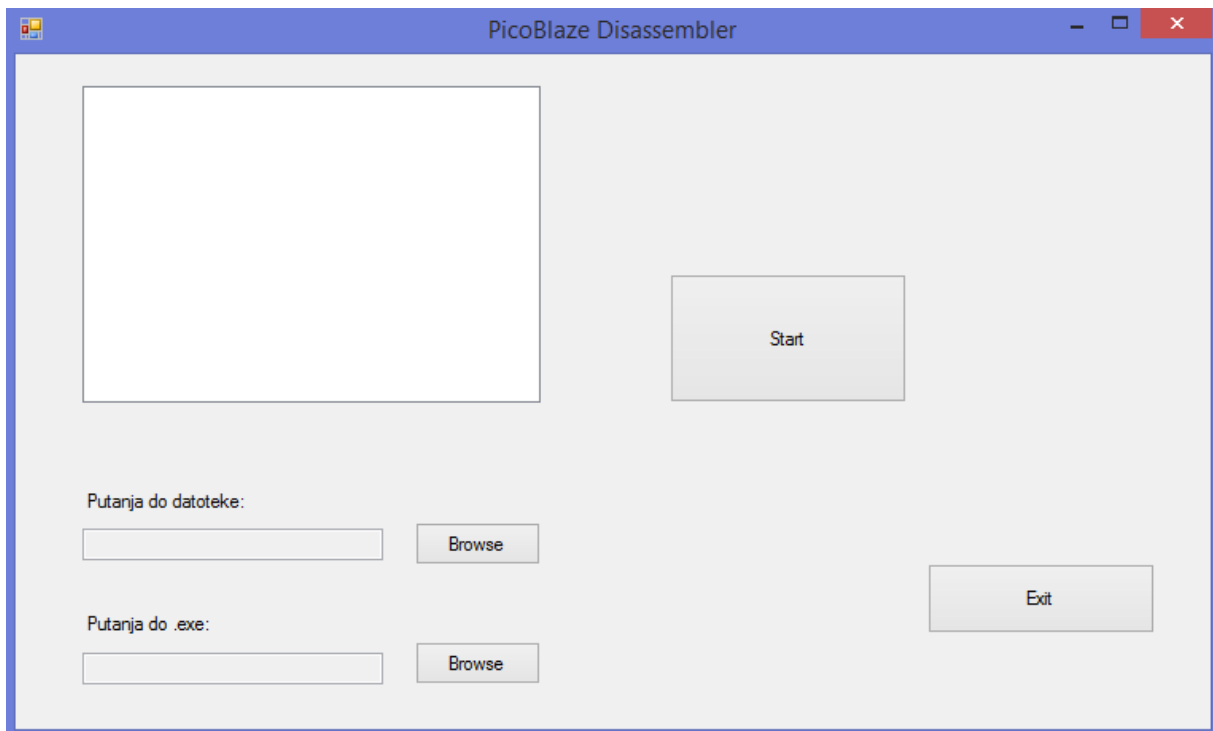 PicoBlaze Disassembler
Start
Putanja do datoteke:
Browse
Exit
Putanja do .exe:
Browse